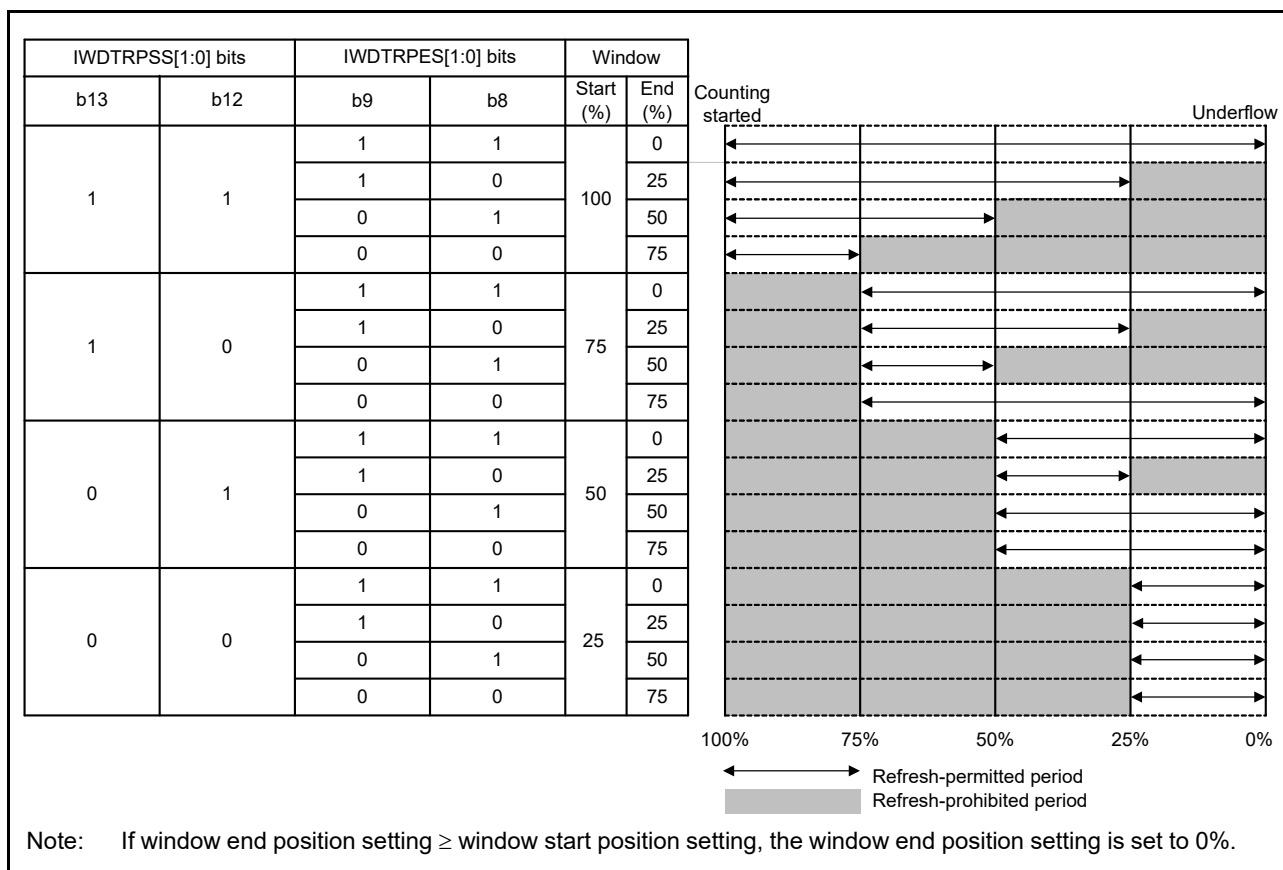 IWDTRPSS[1:0] bits IWDTRPES[1:0] bits Window
b13 b12 b9 b8 Start (%) End (%)
Counting started Underflow
1 1 1 1 100 0
1 0 25
0 1 50
0 0 75
1 0 1 1 75 0
1 0 25
0 1 50
0 0 75
0 1 1 1 50 0
1 0 25
0 1 50
0 0 75
0 0 1 1 25 0
1 0 25
0 1 50
0 0 75
100% 75% 50% 25% 0%
Refresh-permitted period
Refresh-prohibited period
Note: If window end position setting ≥ window start position setting, the window end position setting is set to 0%.